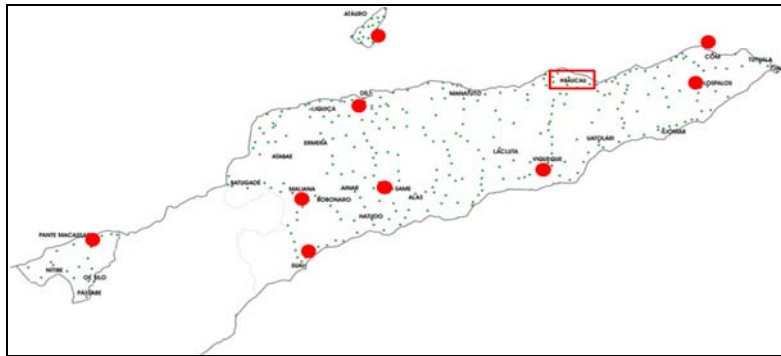 ATAURO
COM
TUTUALA
BAUCAU
LOSPALOS
DILI
MANATUTO
LIQUIÇA
UATOLARI
ILIOMAR
ERMERA
LACLUTA
ATABAE
VIQUEQUE
BATUGADE
MALIANA
AINARO
SAME
BOBONARO
ALAS
HATUDO
PANTE MACASSAR
SUAI
NITIBE
OE SILO
PASSABE